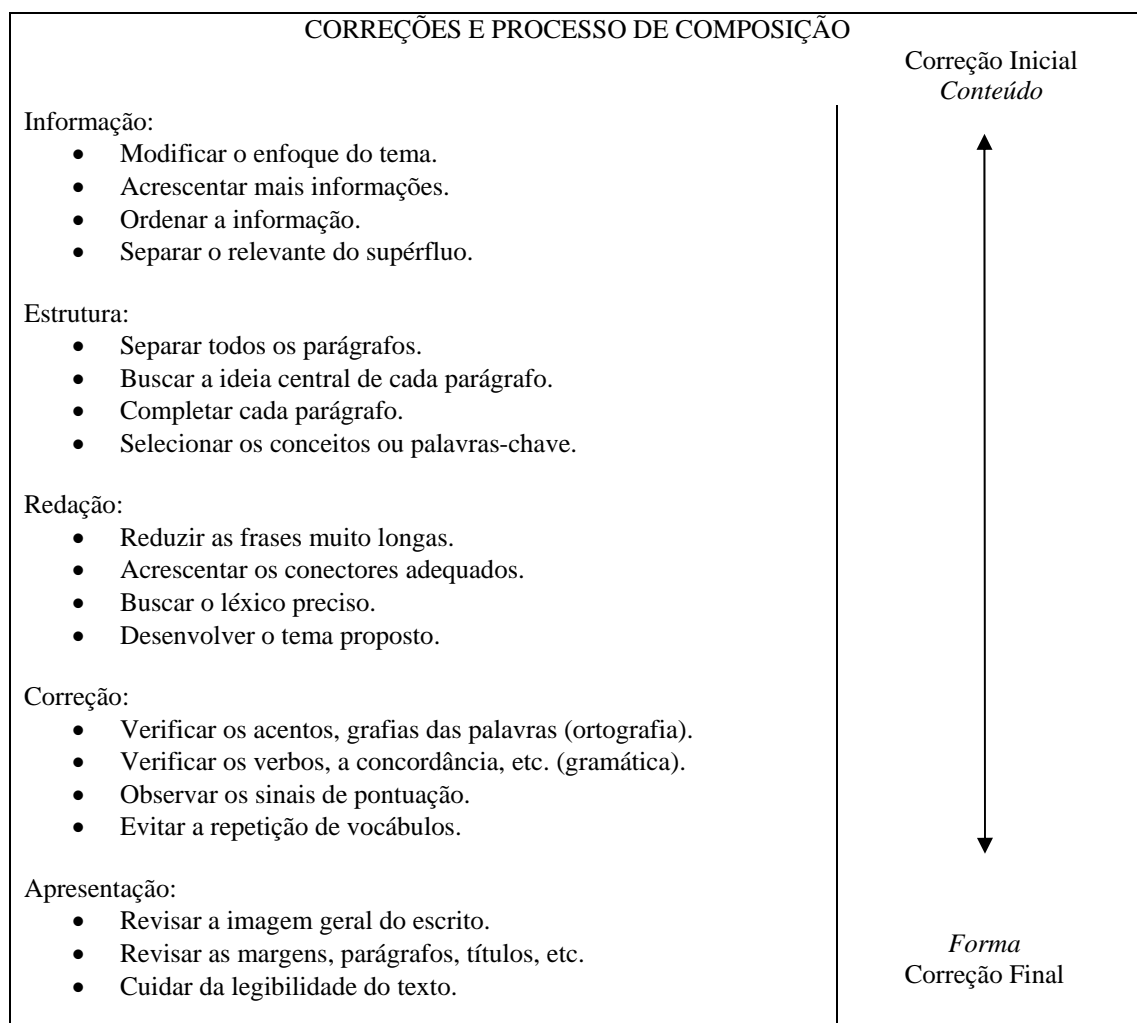 CORREÇÕES E PROCESSO DE COMPOSIÇÃO
Correção Inicial
Conteúdo
Informação:
• Modificar o enfoque do tema.
• Acrescentar mais informações.
• Ordenar a informação.
• Separar o relevante do supérfluo.
Estrutura:
• Separar todos os parágrafos.
• Buscar a ideia central de cada parágrafo.
• Completar cada parágrafo.
• Selecionar os conceitos ou palavras-chave.
Redação:
• Reduzir as frases muito longas.
• Acrescentar os conectores adequados.
• Buscar o léxico preciso.
• Desenvolver o tema proposto.
Correção:
• Verificar os acentos, grafias das palavras (ortografia).
• Verificar os verbos, a concordância, etc. (gramática).
• Observar os sinais de pontuação.
• Evitar a repetição de vocábulos.
Apresentação:
• Revisar a imagem geral do escrito.
• Revisar as margens, parágrafos, títulos, etc.
• Cuidar da legibilidade do texto.
Forma
Correção Final